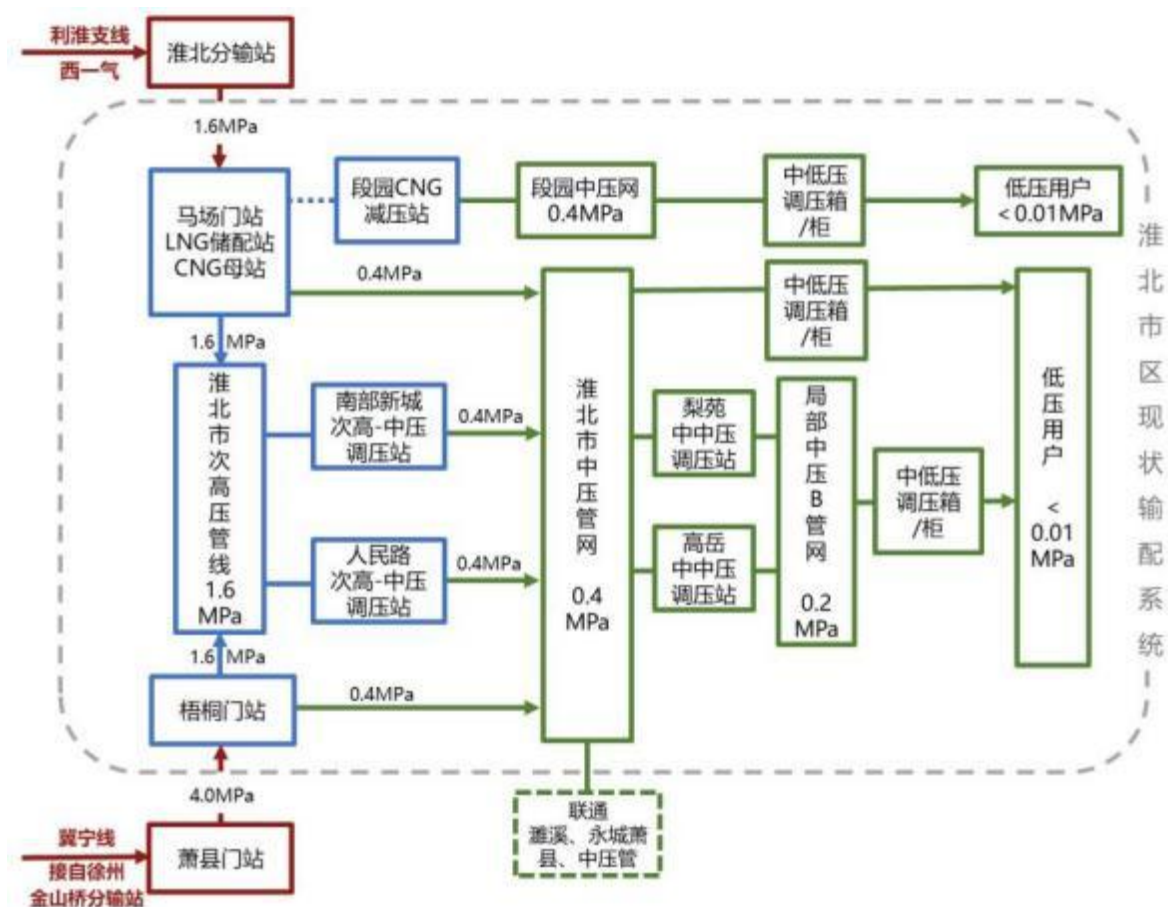 利淮支线
西一气
淮北分输站
1.6MPa
马场门站
LNG储配站
CNG母站
段园CNG
减压站
段园中压网
0.4MPa
中低压
调压箱
/柜
低压用户
＜0.01MPa
0.4MPa
中低压
调压箱
/柜
1.6 MPa
淮北市次高压管线
1.6
MPa
南部新城
次高-中压
调压站
0.4MPa
人民路
次高-中压
调压站
0.4MPa
淮北市中压管网
0.4
MPa
梨苑
中中压
调压站
高岳
中中压
调压站
局部中压B管网
0.2
MPa
中低压
调压箱
/柜
低压用户
＜
0.01
MPa
1.6 MPa
梧桐门站
0.4MPa
4.0MPa
冀宁线
接自徐州
金山桥分输站
萧县门站
联通
濉溪、永城萧
县、中压管
淮北市区现状输配系统